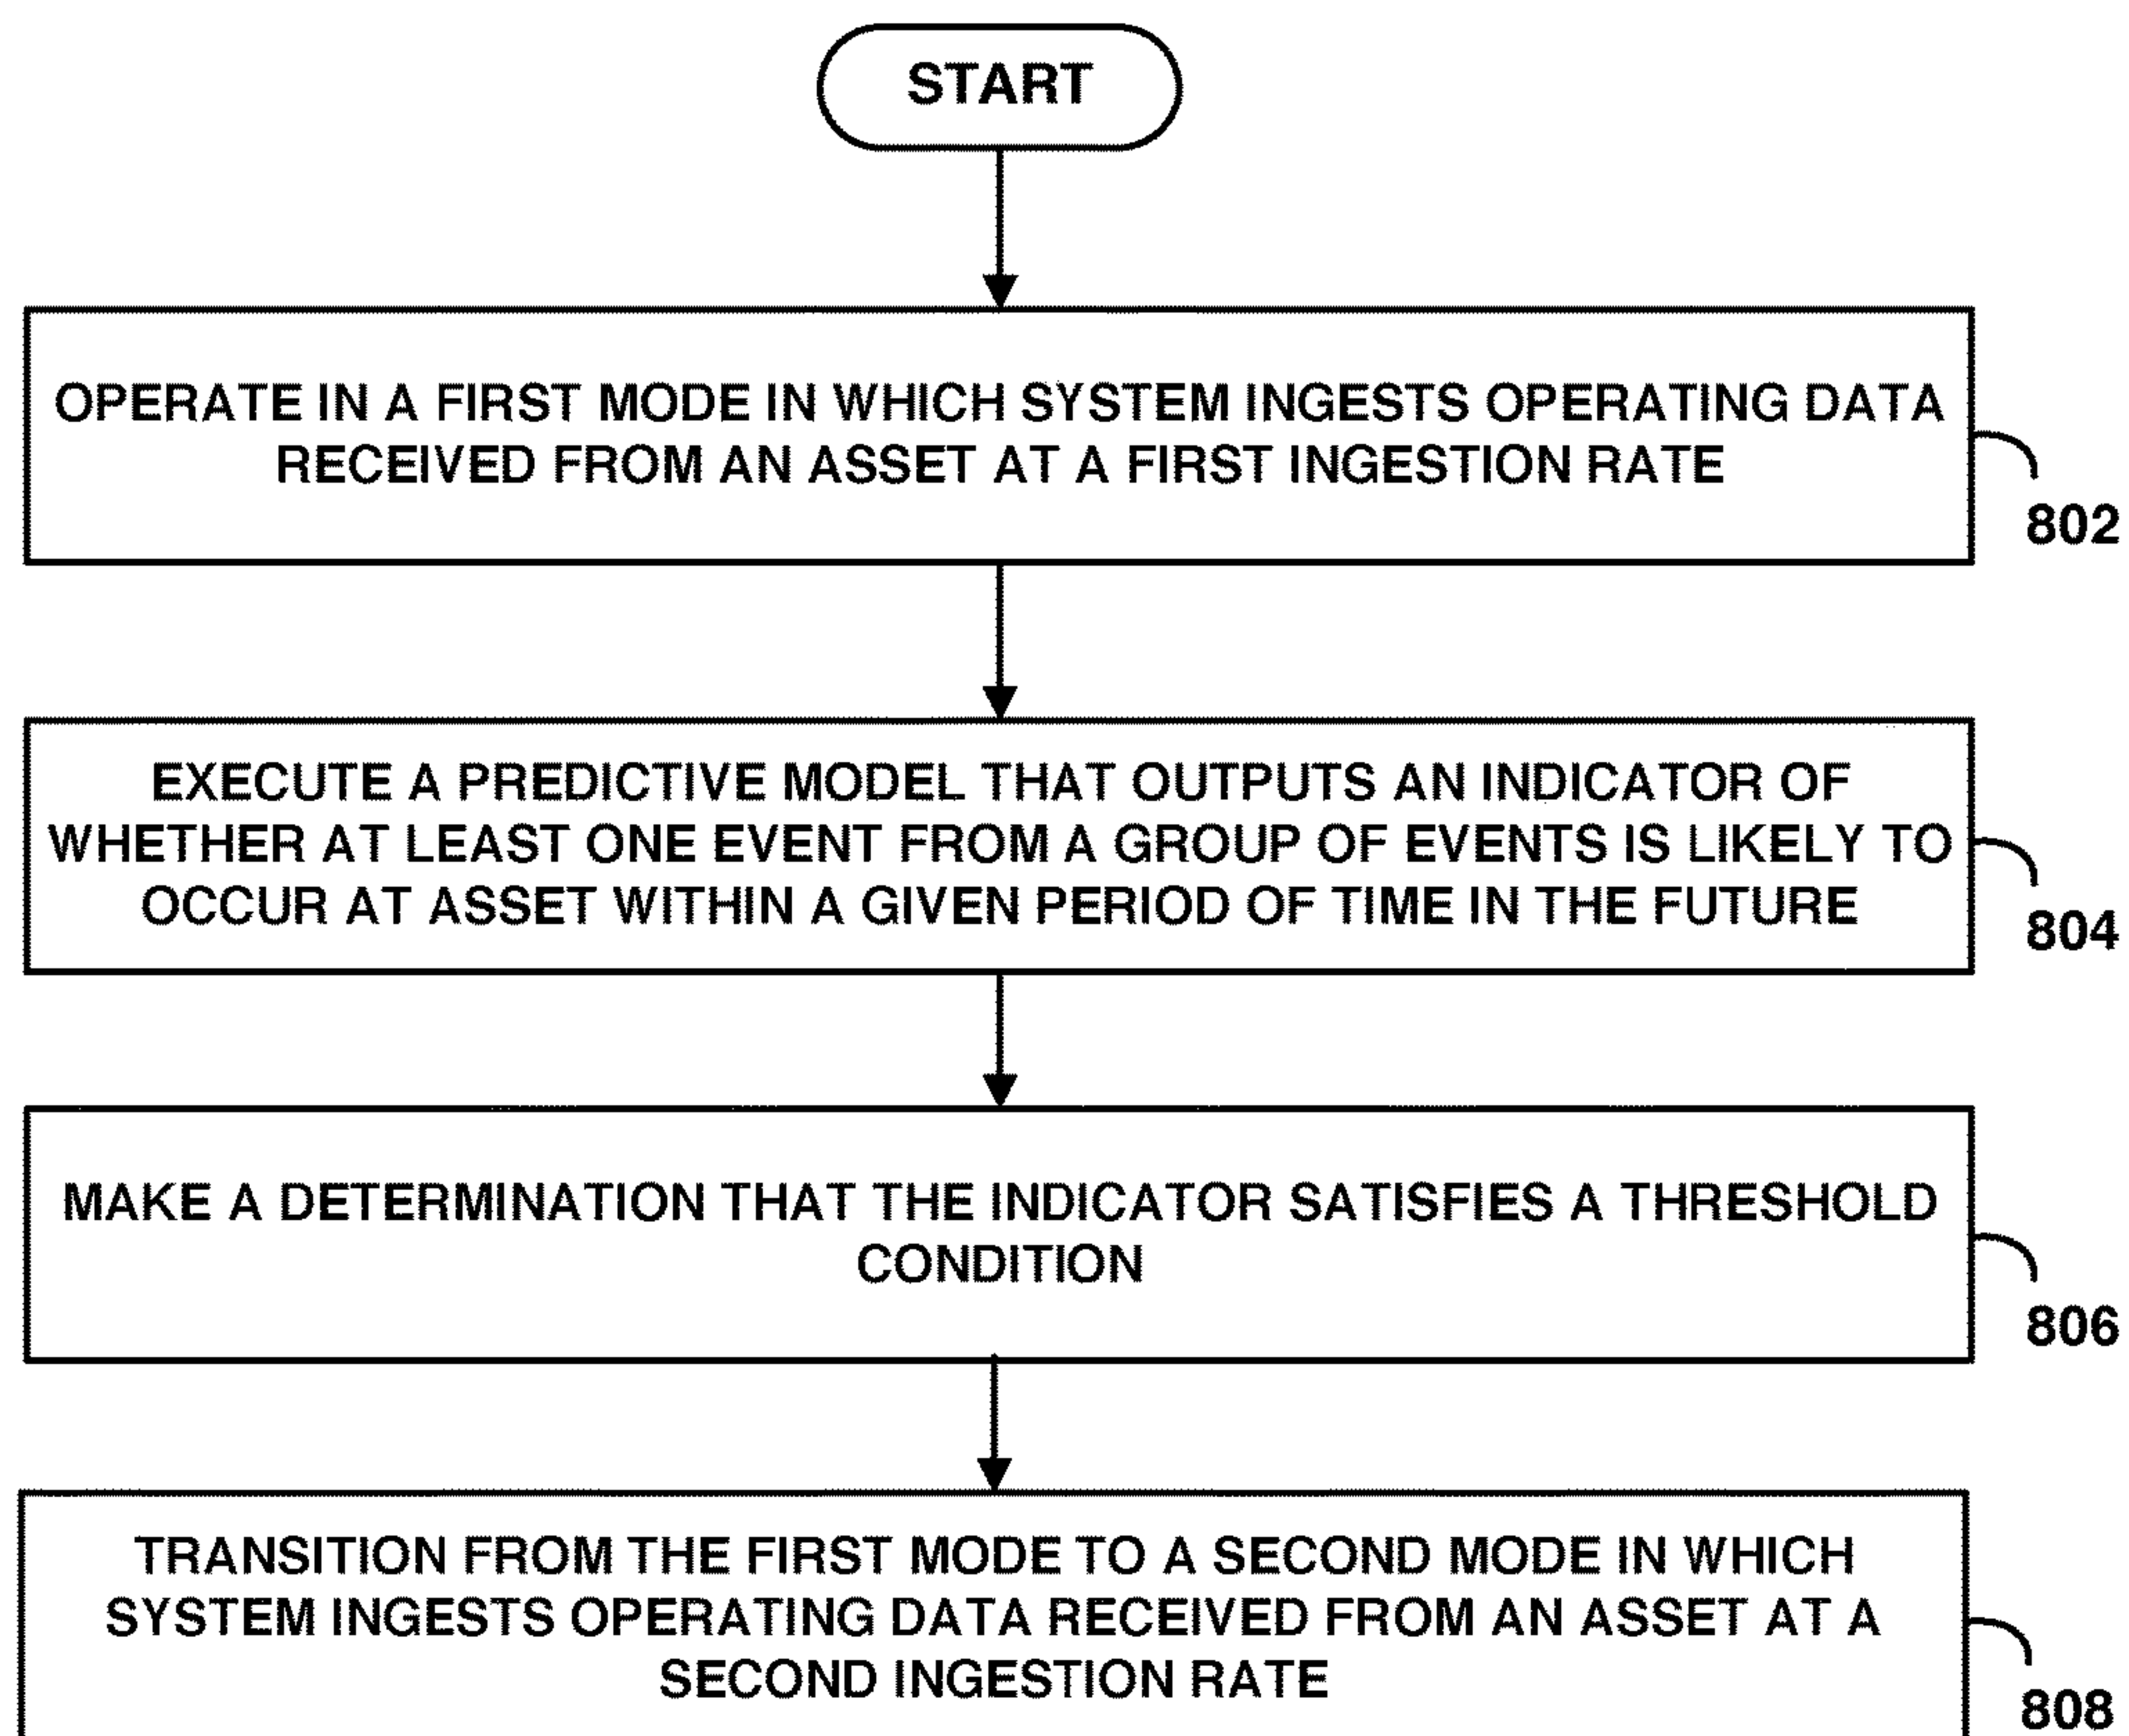 START
OPERATE IN A FIRST MODE IN WHICH SYSTEM INGESTS OPERATING DATA
RECEIVED FROM AN ASSET AT A FIRST INGESTION RATE
802
EXECUTE A PREDICTIVE MODEL THAT OUTPUTS AN INDICATOR OF
WHETHER AT LEAST ONE EVENT FROM A GROUP OF EVENTS IS LIKELY TO
OCCUR AT ASSET WITHIN A GIVEN PERIOD OF TIME IN THE FUTURE
804
MAKE A DETERMINATION THAT THE INDICATOR SATISFIES A THRESHOLD
CONDITION
806
TRANSITION FROM THE FIRST MODE TO A SECOND MODE IN WHICH
SYSTEM INGESTS OPERATING DATA RECEIVED FROM AN ASSET AT A
SECOND INGESTION RATE
808